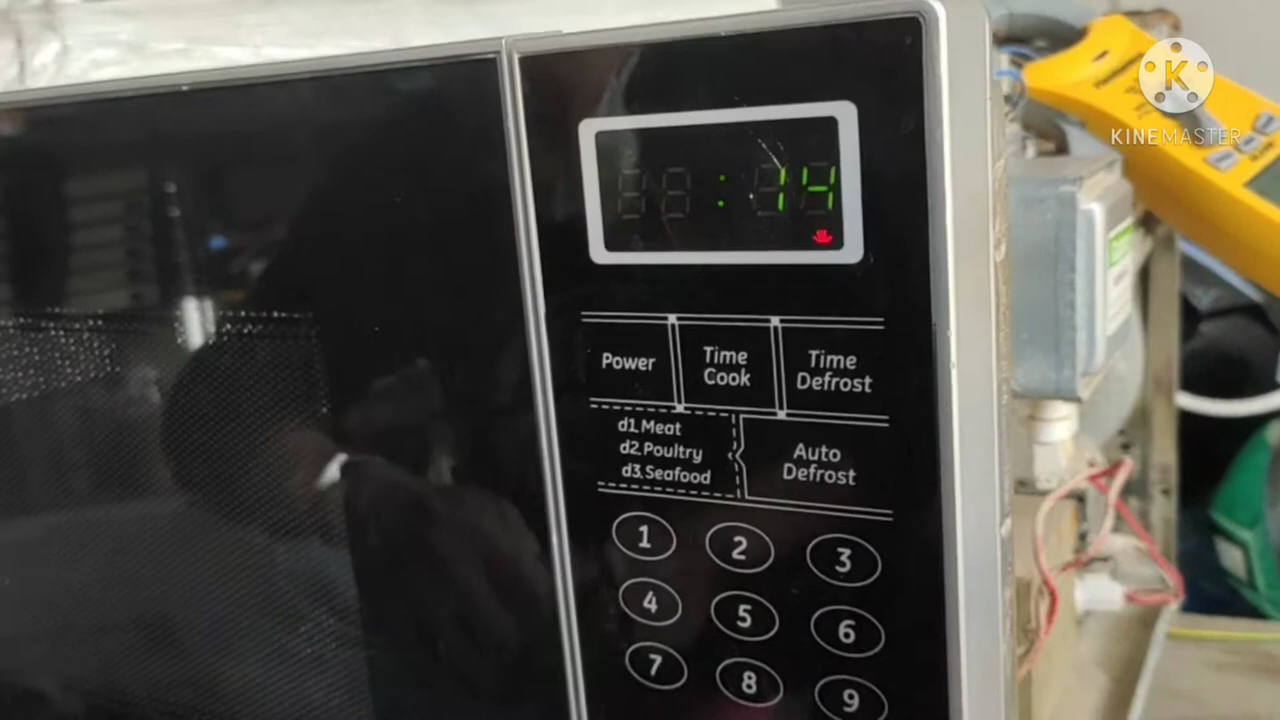 K
KINEMASTER
:14
Power
Time
Cook
Time
Defrost
d1.Meat
d2.Poultry
d3.Seafood
Auto
Defrost
1
2
3
4
5
6
7
8
9